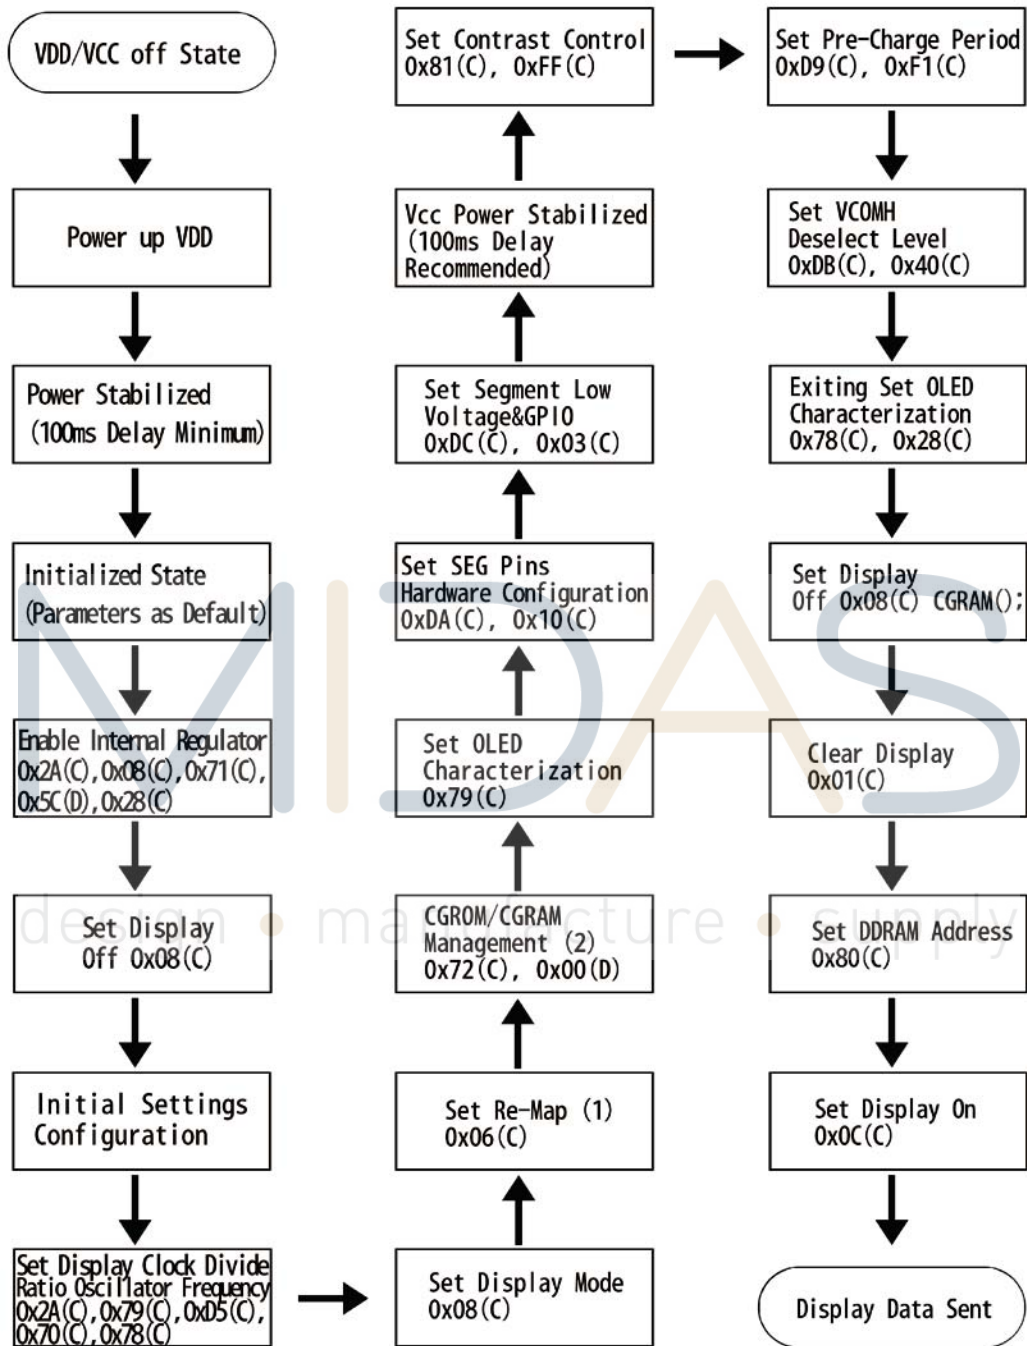 VDD/VCC off State
Power up VDD
Power Stabilized
(100ms Delay Minimum)
Initialized State
(Parameters as Default)
Enable Internal Regulator
0x2A(C),0x08(C),0x71(C),
0x5C(D),0x28(C)
Set Display
Off 0x08(C)
Initial Settings
Configuration
Set Display Clock Divide
Ratio Oscillator Frequency
0x2A(C),0x79(C),0xD5(C),
0x70(C),0x78(C)
Set Display Mode
0x08(C)
Set Re-Map (1)
0x06(C)
CGROM/CGRAM
Management (2)
0x72(C), 0x00(D)
Set OLED
Characterization
0x79(C)
Set SEG Pins
Hardware Configuration
0xDA(C), 0x10(C)
Set Segment Low
Voltage&GPIO
0xDC(C), 0x03(C)
Vcc Power Stabilized
(100ms Delay
Recommended)
Set Contrast Control
0x81(C), 0xFF(C)
Set Pre-Charge Period
0xD9(C), 0xF1(C)
Set VCOMH
Deselect Level
0xDB(C), 0x40(C)
Exiting Set OLED
Characterization
0x78(C), 0x28(C)
Set Display
Off 0x08(C) CGRAM();
Clear Display
0x01(C)
Set DDRAM Address
0x80(C)
Set Display On
0x0C(C)
Display Data Sent
MIDAS
design • manufacture • supply